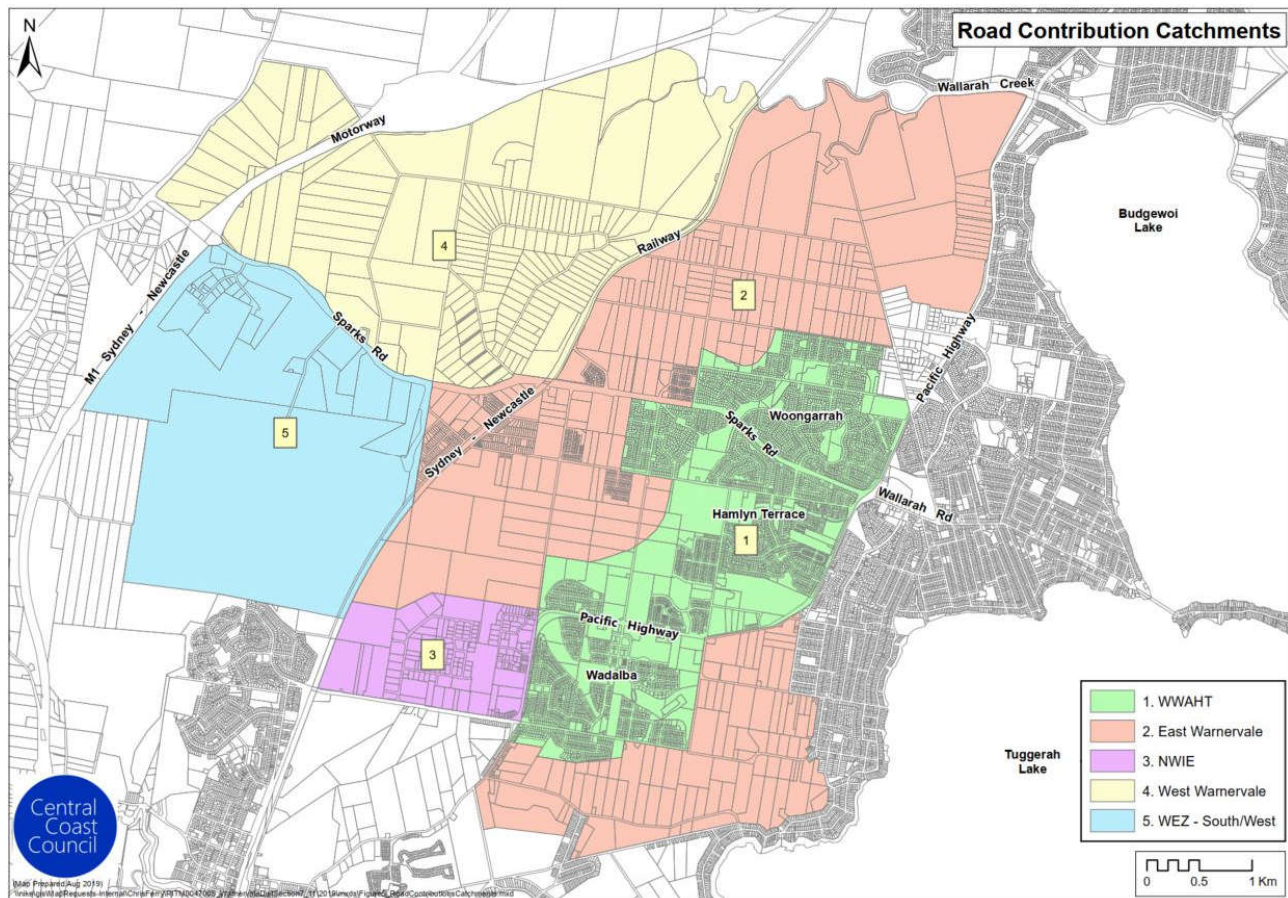 Road Contribution Catchments
N
Wallarah Creek
Motorway
Budgewoi
Lake
4
Railway
2
M1 Sydney - Newcastle
Sparks Rd
Pacific Highway
5
Sydney - Newcastle
Woongarrah
Sparks Rd
Wallarah Rd
Hamlyn Terrace
1
Pacific Highway
3
Wadalba
1. WWAHT
2. East Warnervale
3. NWIE
4. West Warnervale
5. WEZ - South/West
Tuggerah
Lake
Central
Coast
Council
0 0.5 1 Km
(Map Prepared Aug 2019)